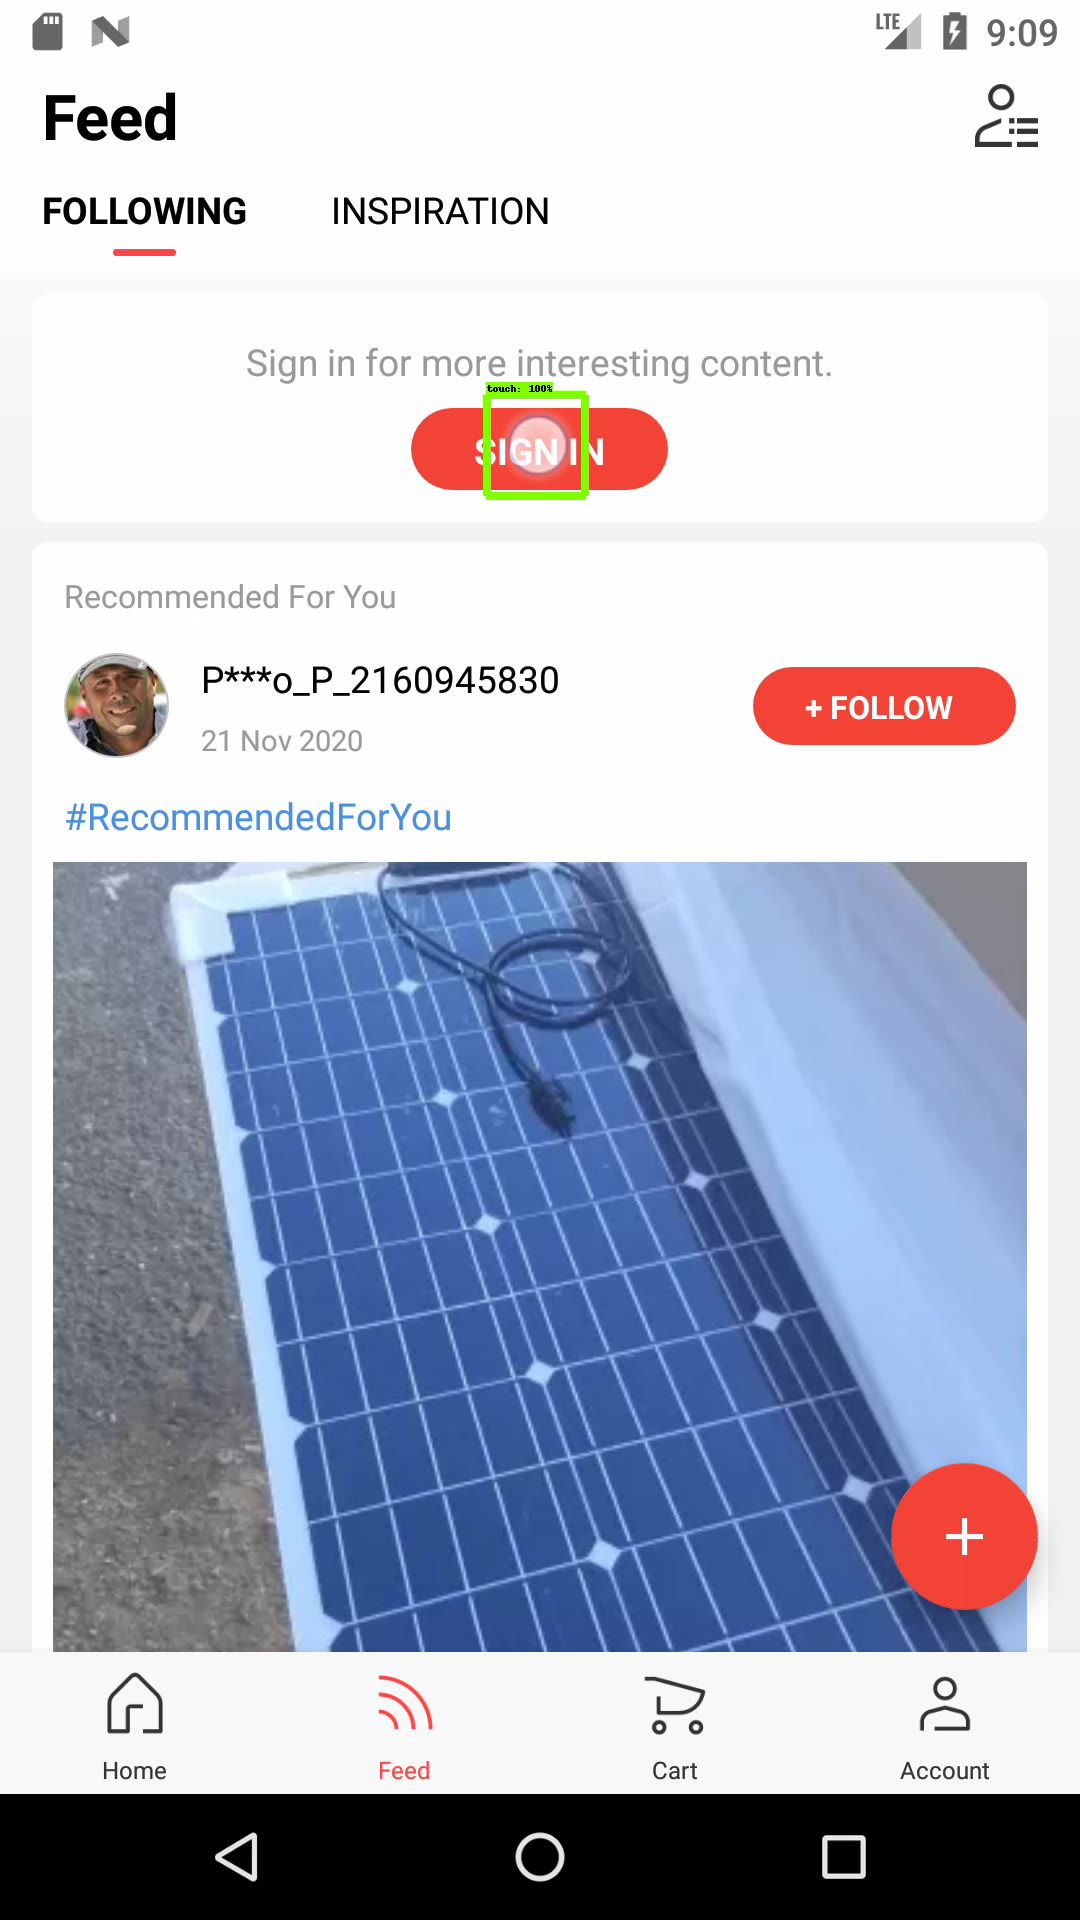 LTE 9:09
Feed
FOLLOWING INSPIRATION
Sign in for more interesting content.
touch: 100%
SIGN IN
Recommended For You
P***o_P_2160945830
+ FOLLOW
21 Nov 2020
#RecommendedForYou
Home Feed Cart Account